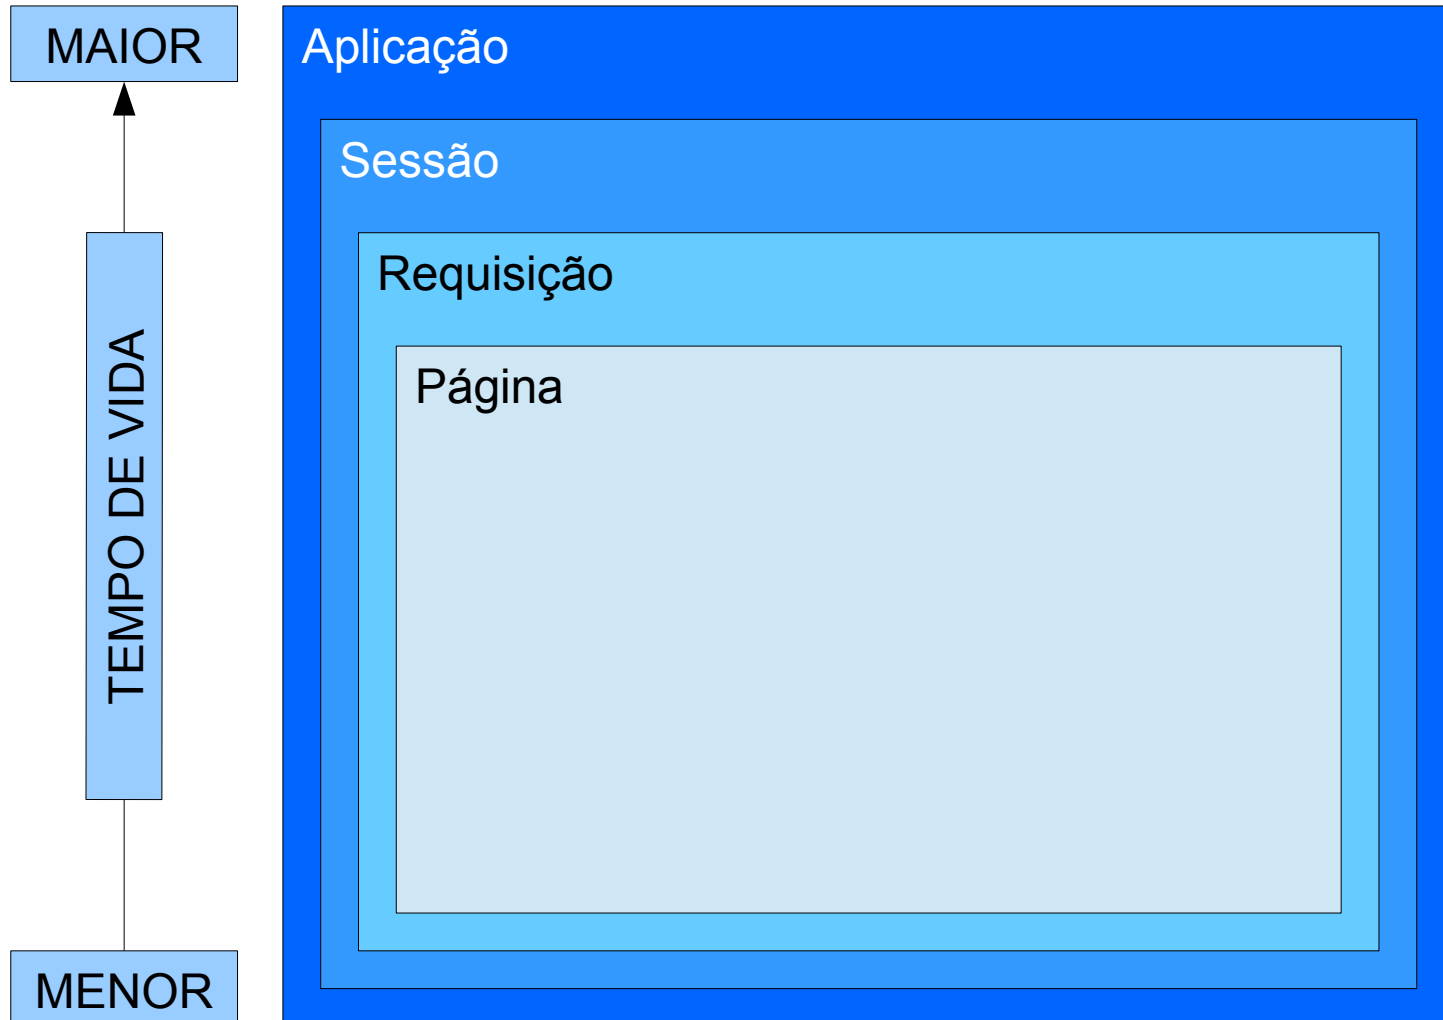 MAIOR
TEMPO DE VIDA
MENOR
Aplicação
Sessão
Requisição
Página